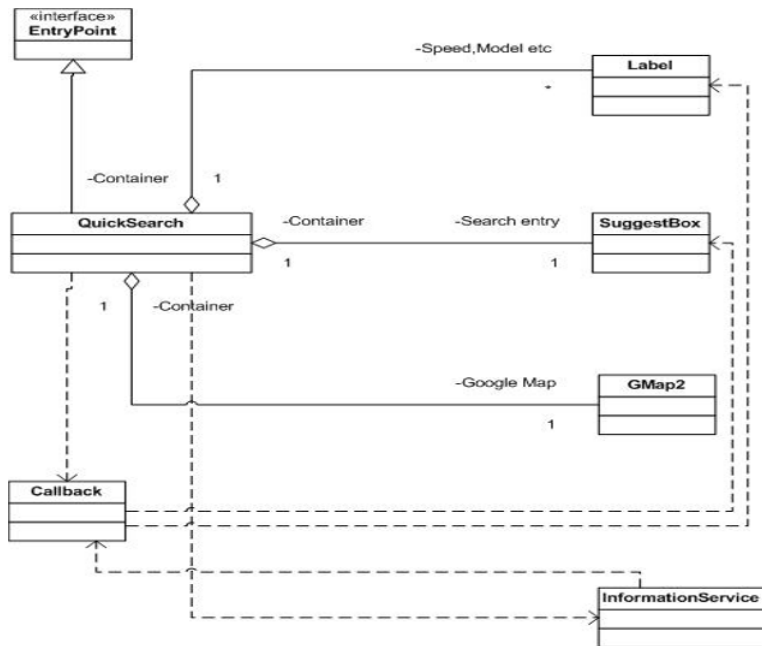 «interface»
EntryPoint
-Speed,Model etc
Label
*
-Container
1
QuickSearch
-Container
-Search entry
SuggestBox
1
1
1
-Container
-Google Map
GMap2
1
Callback
InformationService